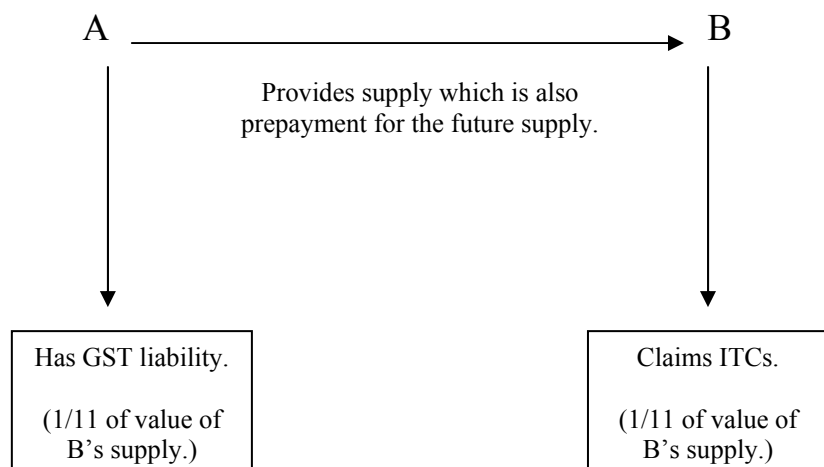 A B
Provides supply which is also
prepayment for the future supply.
Has GST liability.
(1/11 of value of
B’s supply.)
Claims ITCs.
(1/11 of value of
B’s supply.)